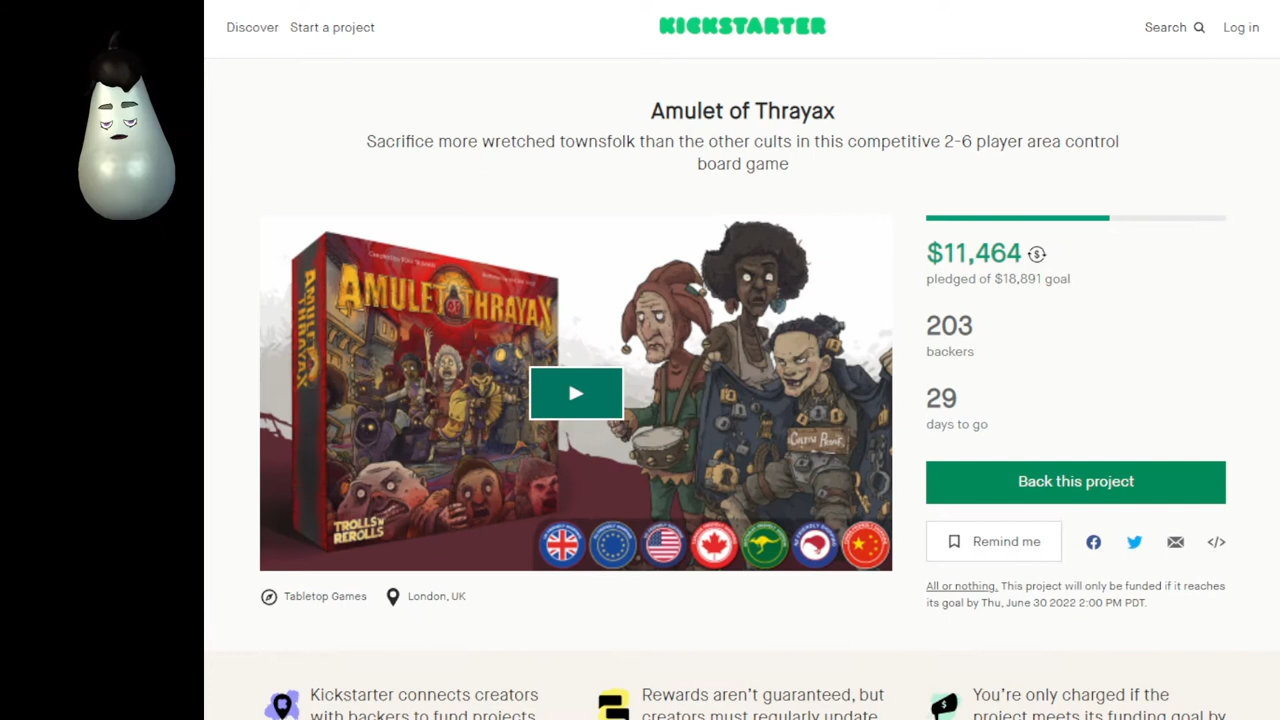 Discover
Start a project
KICKSTARTER
Search
Log in
Amulet of Thrayax
Sacrifice more wretched townsfolk than the other cults in this competitive 2-6 player area control
board game
AMULET OF THRAYAX
AMULET
THRAYAX
TROLLS N'
REROLLS
$11,464
pledged of $18,891 goal
203
backers
29
days to go
Back this project
Remind me
</>
All or nothing. This project will only be funded if it reaches
its goal by Thu, June 30 2022 2:00 PM PDT.
Tabletop Games
London, UK
Kickstarter connects creators
with backers to fund projects
Rewards aren't guaranteed, but
creators must regularly update
You're only charged if the
project meets its funding goal by